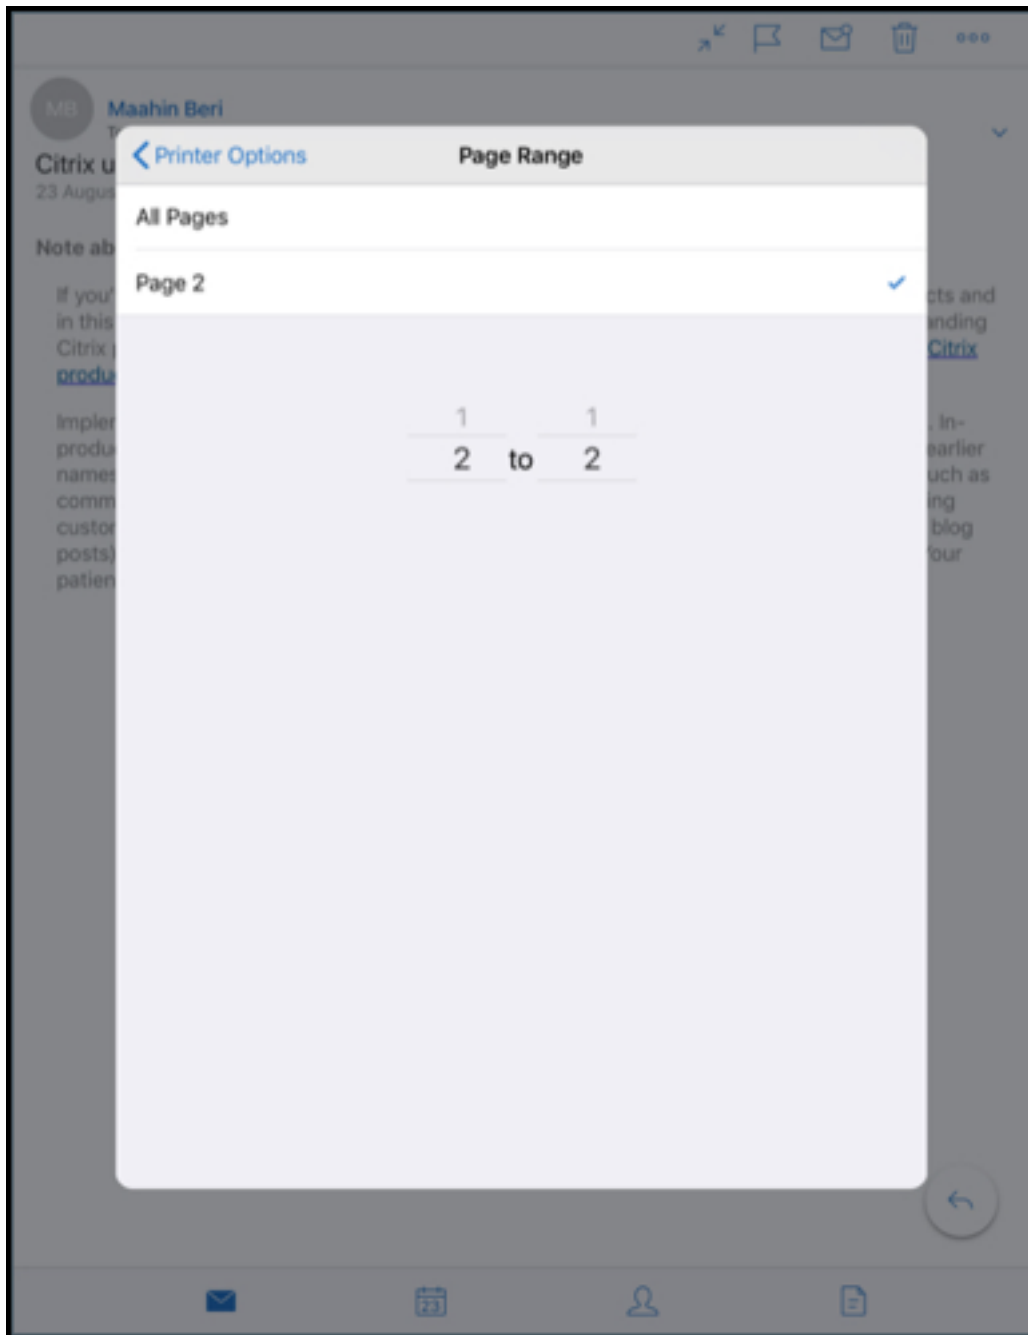 MB
Maahin Beri
Citrix u
23 Augus
Printer Options
Page Range
All Pages
Page 2
Note ab
If you' cts and
in this anding
Citrix Citrix
produ
Impler . In-
produ earlier
names uch as
comm ing
custor blog
posts) our
patien
1 1
2 to 2
23